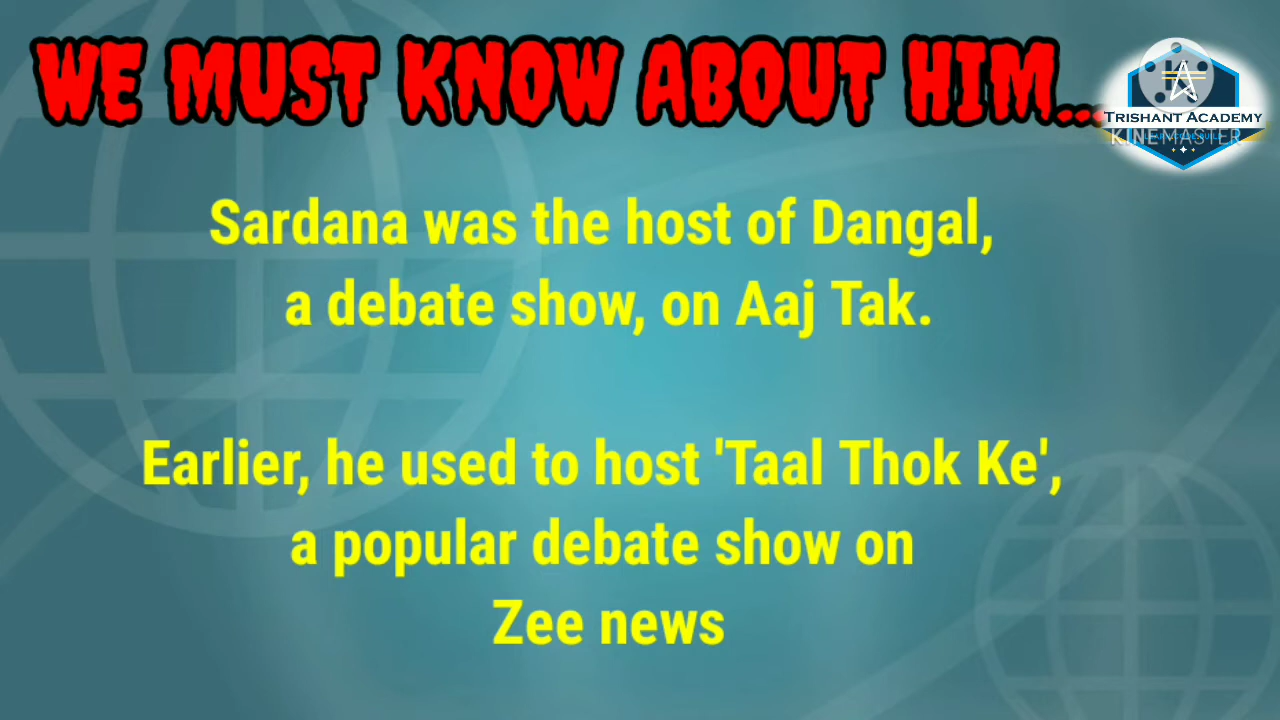 WE MUST KNOW ABOUT HIM...
TRISHANT ACADEMY
KINEMASTER
Sardana was the host of Dangal,
a debate show, on Aaj Tak.
Earlier, he used to host 'Taal Thok Ke',
a popular debate show on
Zee news